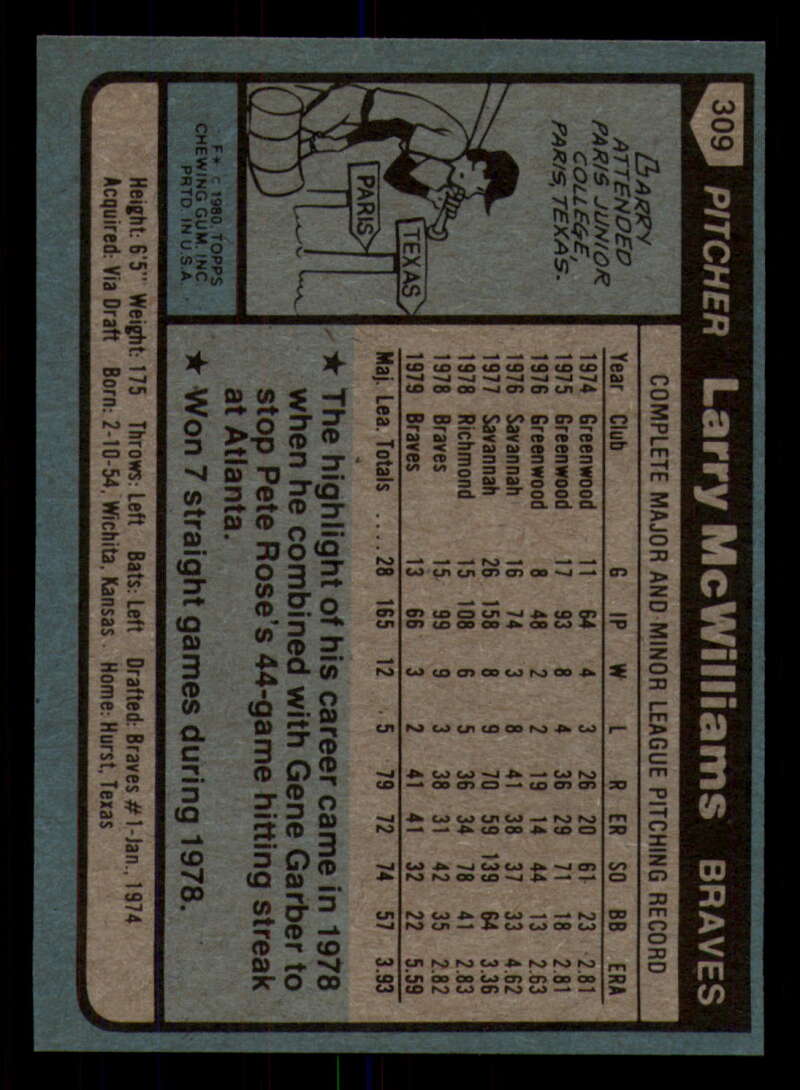 309 PITCHER Larry McWilliams BRAVES
LARRY
ATTENDED
PARIS JUNIOR
COLLEGE,
PARIS, TEXAS.
TEXAS
PARIS
F* © 1980 TOPPS
CHEWING GUM, INC.
PRTD. IN U.S.A.
COMPLETE MAJOR AND MINOR LEAGUE PITCHING RECORD
Year Club G IP W L R ER SO BB ERA
1974 Greenwood 11 64 4 3 26 20 61 23 2.81
1975 Greenwood 17 93 8 4 36 29 71 18 2.81
1976 Greenwood 8 48 2 2 19 14 44 13 2.63
1976 Savannah 16 74 3 8 41 38 37 33 4.62
1977 Savannah 26 158 8 9 70 59 139 64 3.36
1978 Richmond 15 108 6 5 36 34 78 41 2.83
1978 Braves 15 99 9 3 38 31 42 35 2.82
1979 Braves 13 66 3 2 41 41 32 22 5.59
Maj. Lea. Totals .... 28 165 12 5 79 72 74 57 3.93
★ The highlight of his career came in 1978
when he combined with Gene Garber to
stop Pete Rose's 44-game hitting streak
at Atlanta.
★ Won 7 straight games during 1978.
Height: 6'5" Weight: 175 Throws: Left Bats: Left Drafted: Braves #1-Jan., 1974
Acquired: Via Draft Born: 2-10-54, Wichita, Kansas Home: Hurst, Texas